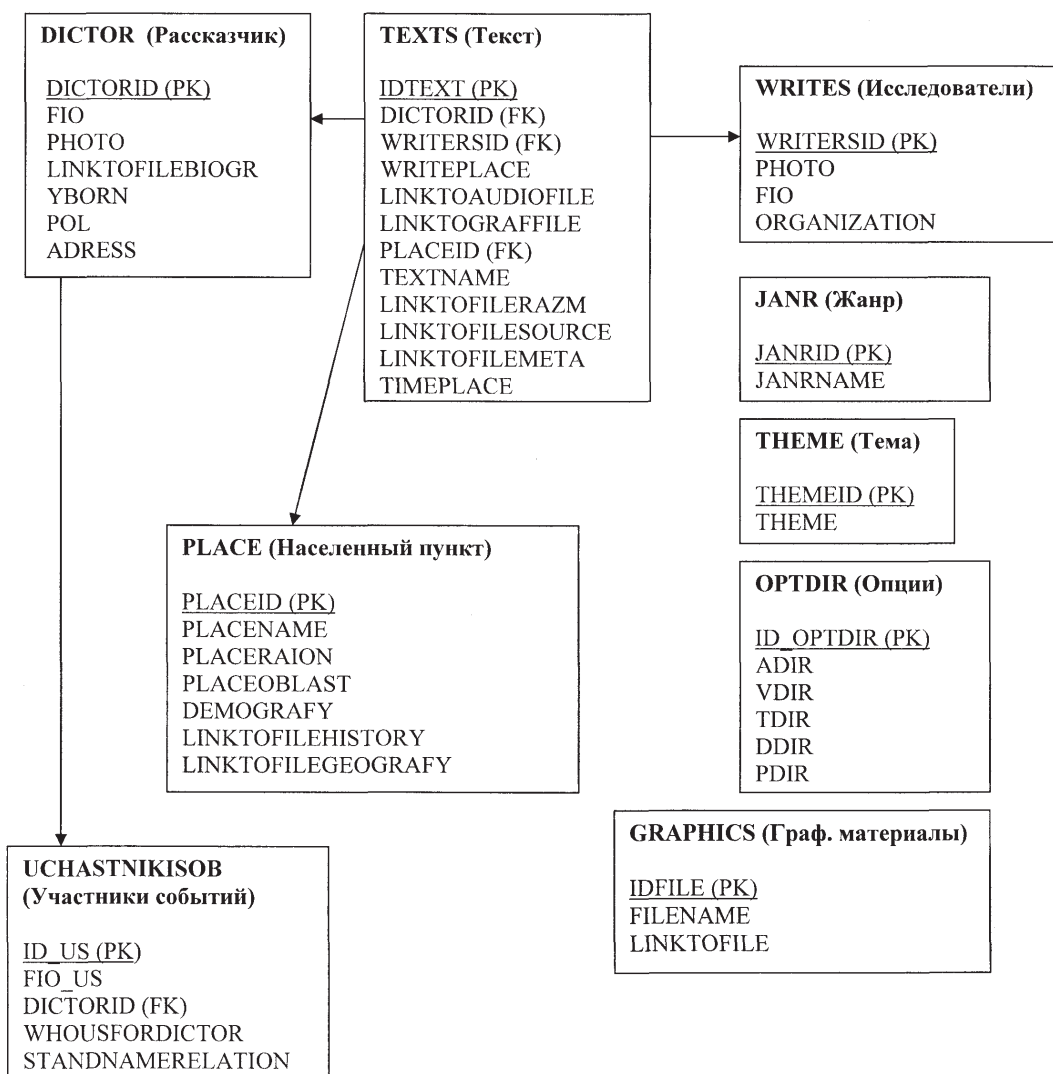 DICTOR (Рассказчик)
DICTORID (PK)
FIO
PHOTO
LINKTOFILEBIOGR
YBORN
POL
ADRESS
TEXTS (Текст)
IDTEXT (PK)
DICTORID (FK)
WRITERSID (FK)
WRITEPLACE
LINKTOAUDIOFILE
LINKTOGRAFFILE
PLACEID (FK)
TEXTNAME
LINKTOFILERAZM
LINKTOFILESOURCE
LINKTOFILEMETA
TIMEPLACE
WRITES (Исследователи)
WRITERSID (PK)
PHOTO
FIO
ORGANIZATION
JANR (Жанр)
JANRID (PK)
JANRNAME
THEME (Тема)
THEMEID (PK)
THEME
PLACE (Населенный пункт)
PLACEID (PK)
PLACENAME
PLACERAION
PLACEOBLAST
DEMOGRAFY
LINKTOFILEHISTORY
LINKTOFILEGEOGRAFY
OPTDIR (Опции)
ID_OPTDIR (PK)
ADIR
VDIR
TDIR
DDIR
PDIR
GRAPHICS (Граф. материалы)
IDFILE (PK)
FILENAME
LINKTOFILE
UCHASTNIKISOB
(Участники событий)
ID_US (PK)
FIO_US
DICTORID (FK)
WHOUSFORDICTOR
STANDNAMERELATION